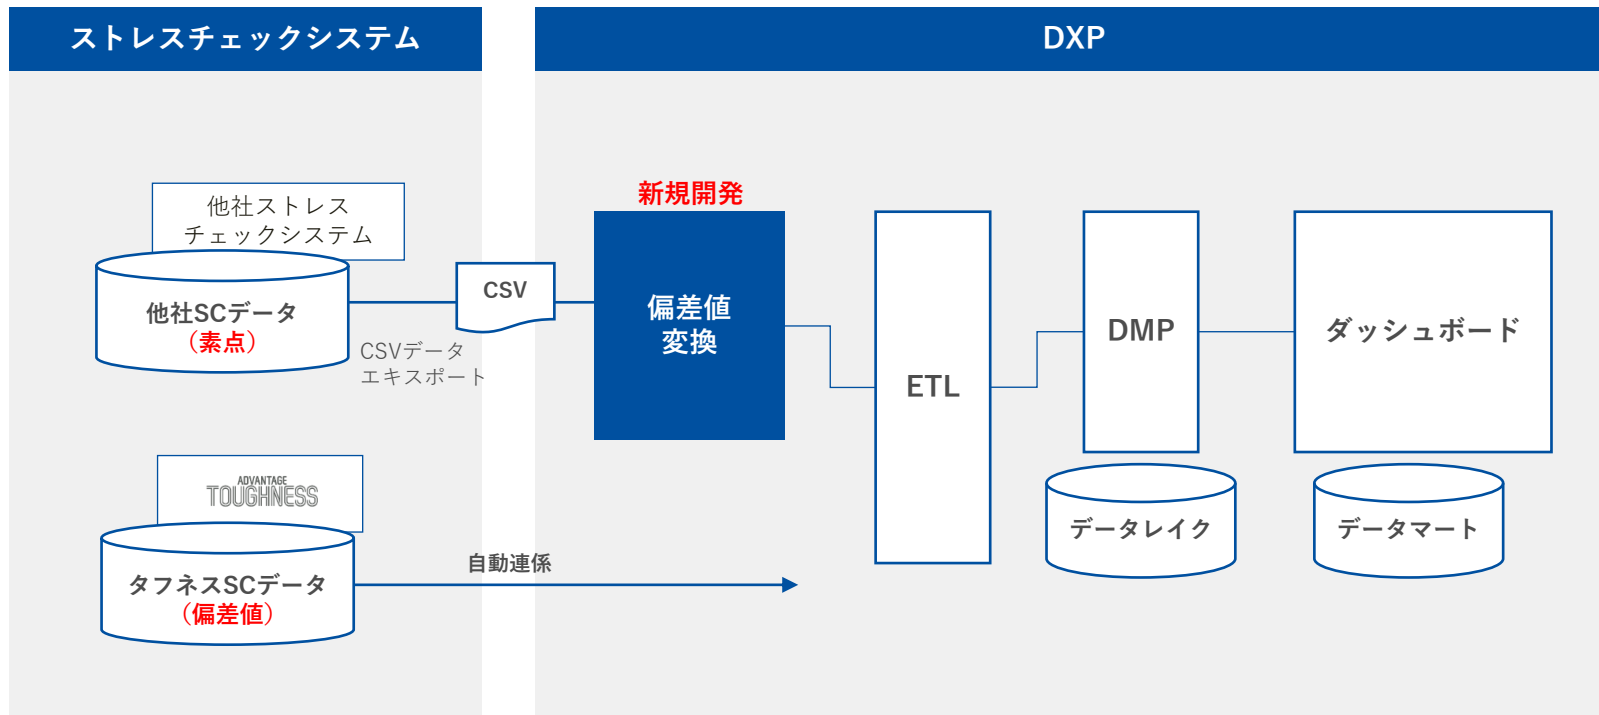 ストレスチェックシステム
DXP
他社ストレス
チェックシステム
他社SCデータ
(素点)
CSV
CSVデータ
エキスポート
新規開発
偏差値
変換
ETL
DMP
ダッシュボード
データレイク
データマート
ADVANTAGE
TOUGHNESS
タフネスSCデータ
(偏差値)
自動連係